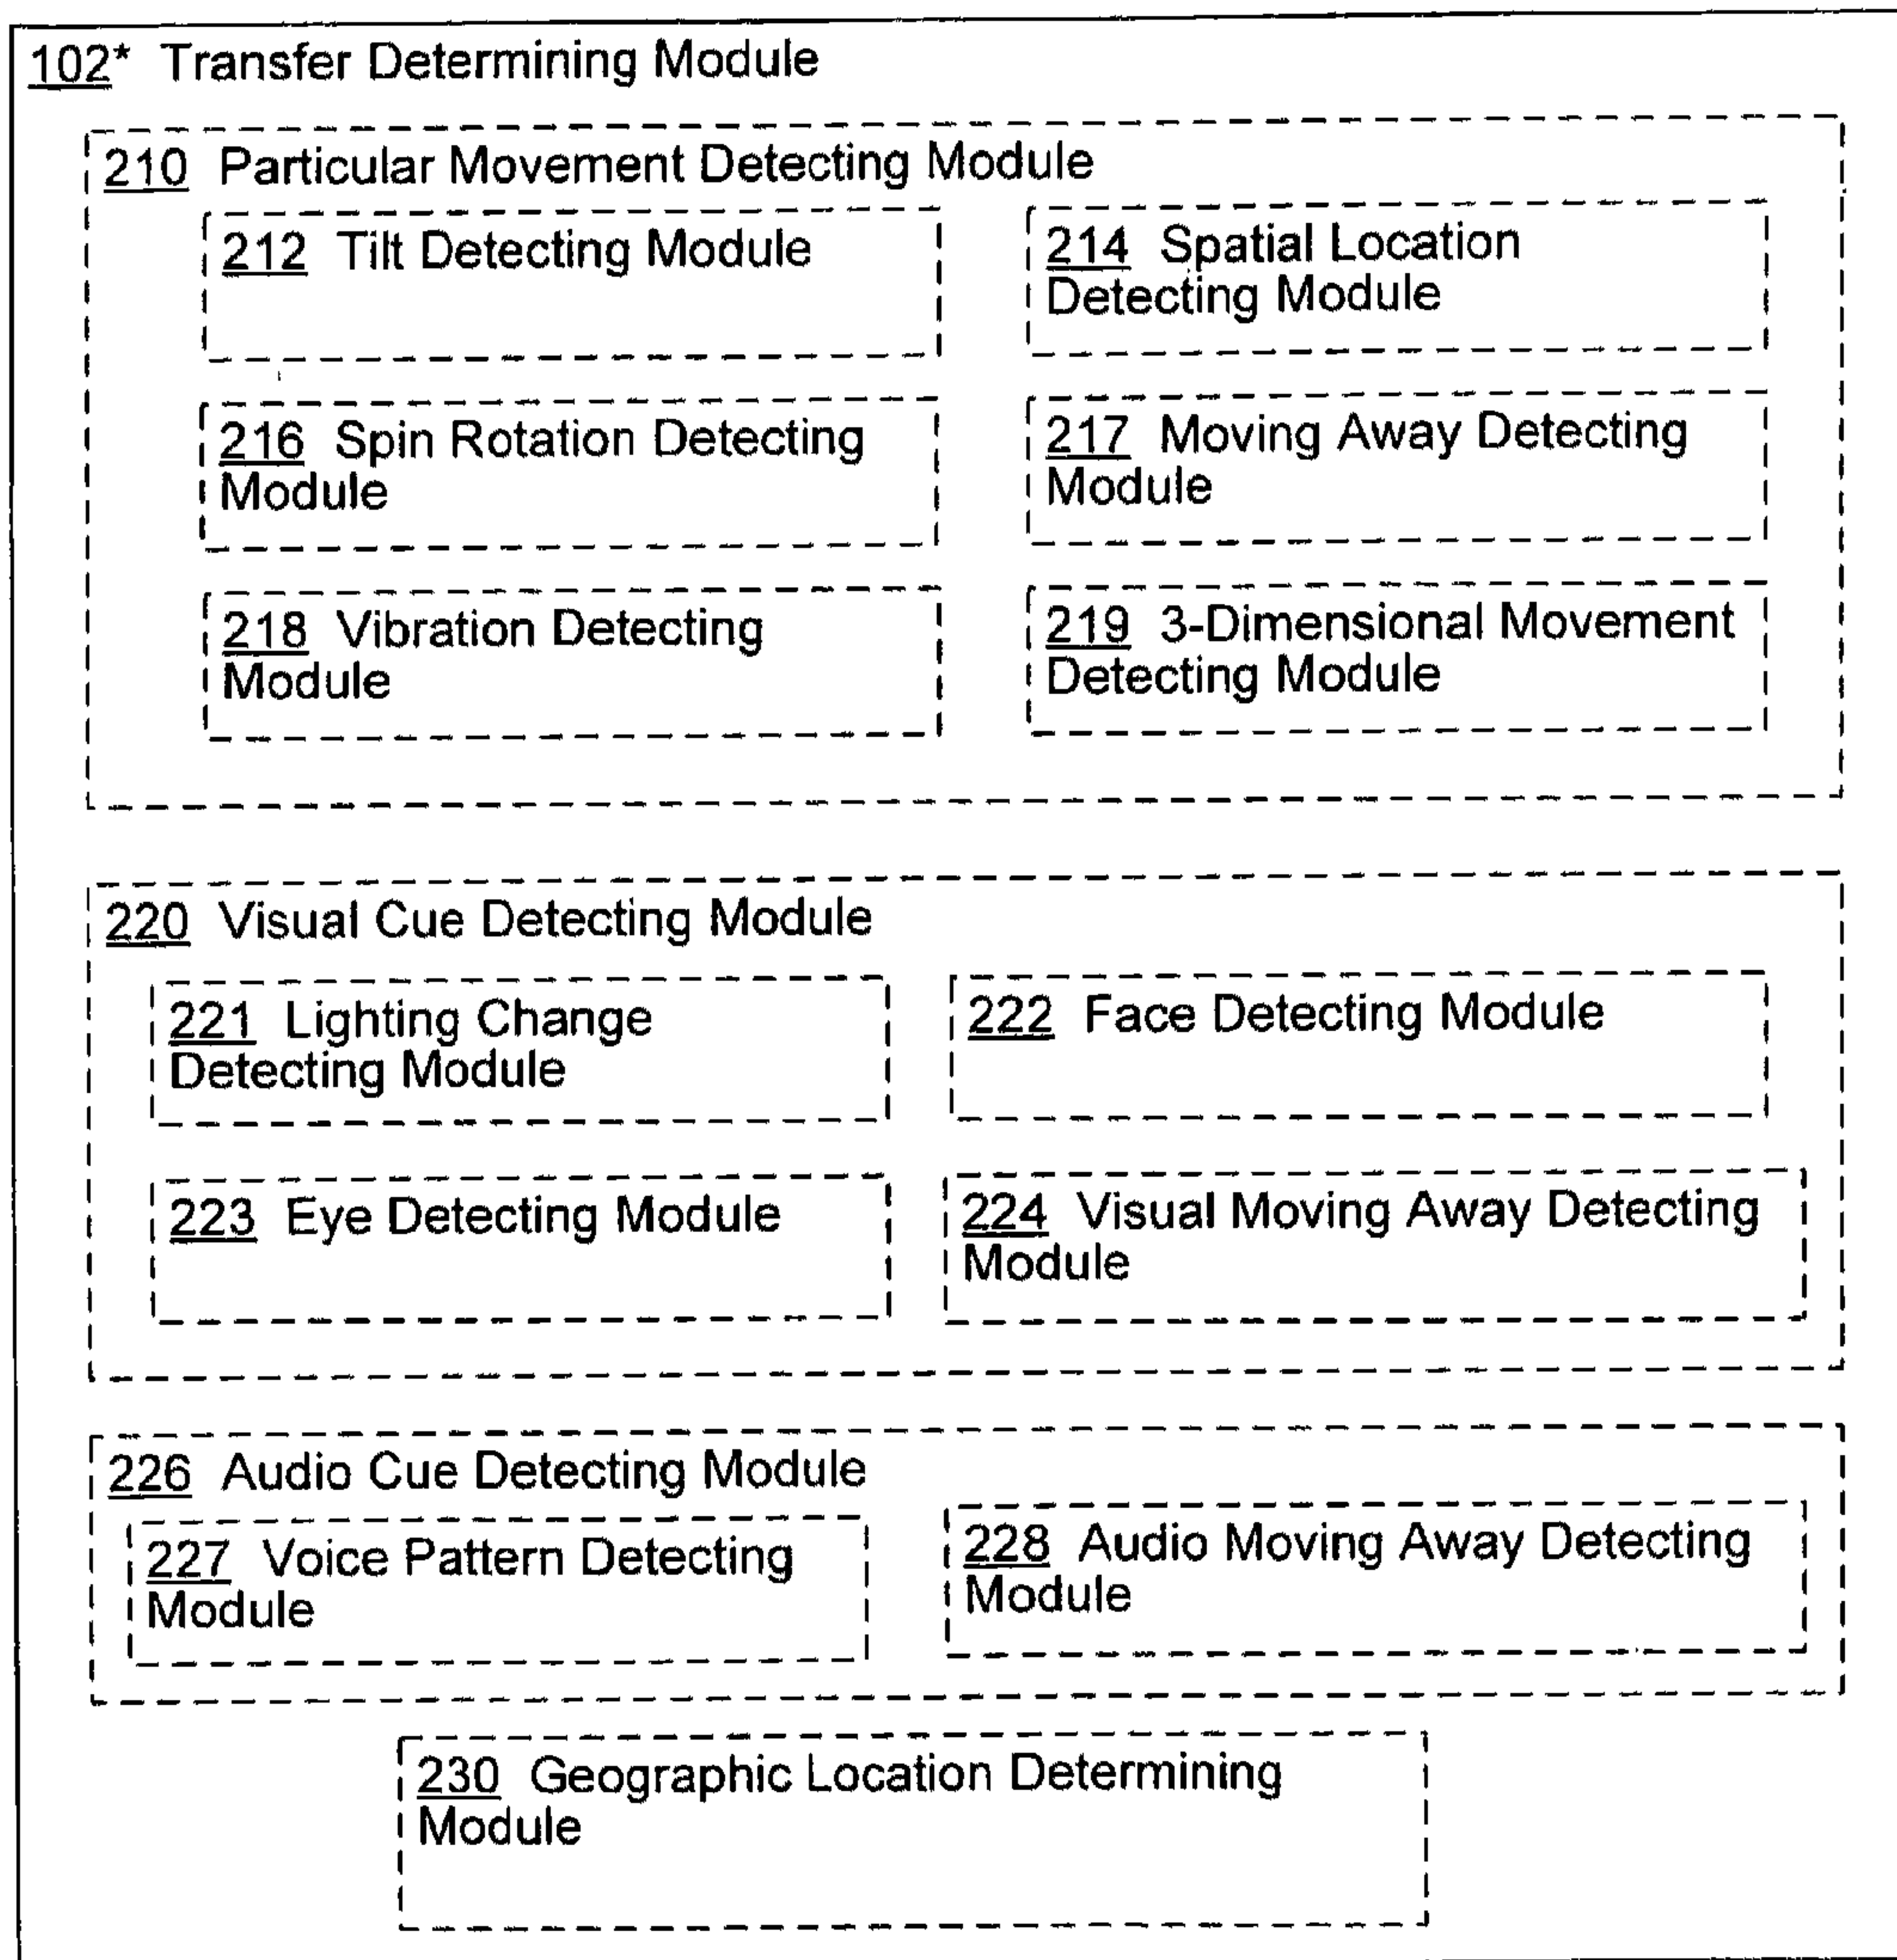 102* Transfer Determining Module
210 Particular Movement Detecting Module
212 Tilt Detecting Module
214 Spatial Location
Detecting Module
216 Spin Rotation Detecting
Module
217 Moving Away Detecting
Module
218 Vibration Detecting
Module
219 3-Dimensional Movement
Detecting Module
220 Visual Cue Detecting Module
221 Lighting Change
Detecting Module
222 Face Detecting Module
223 Eye Detecting Module
224 Visual Moving Away Detecting
Module
226 Audio Cue Detecting Module
227 Voice Pattern Detecting
Module
228 Audio Moving Away Detecting
Module
230 Geographic Location Determining
Module